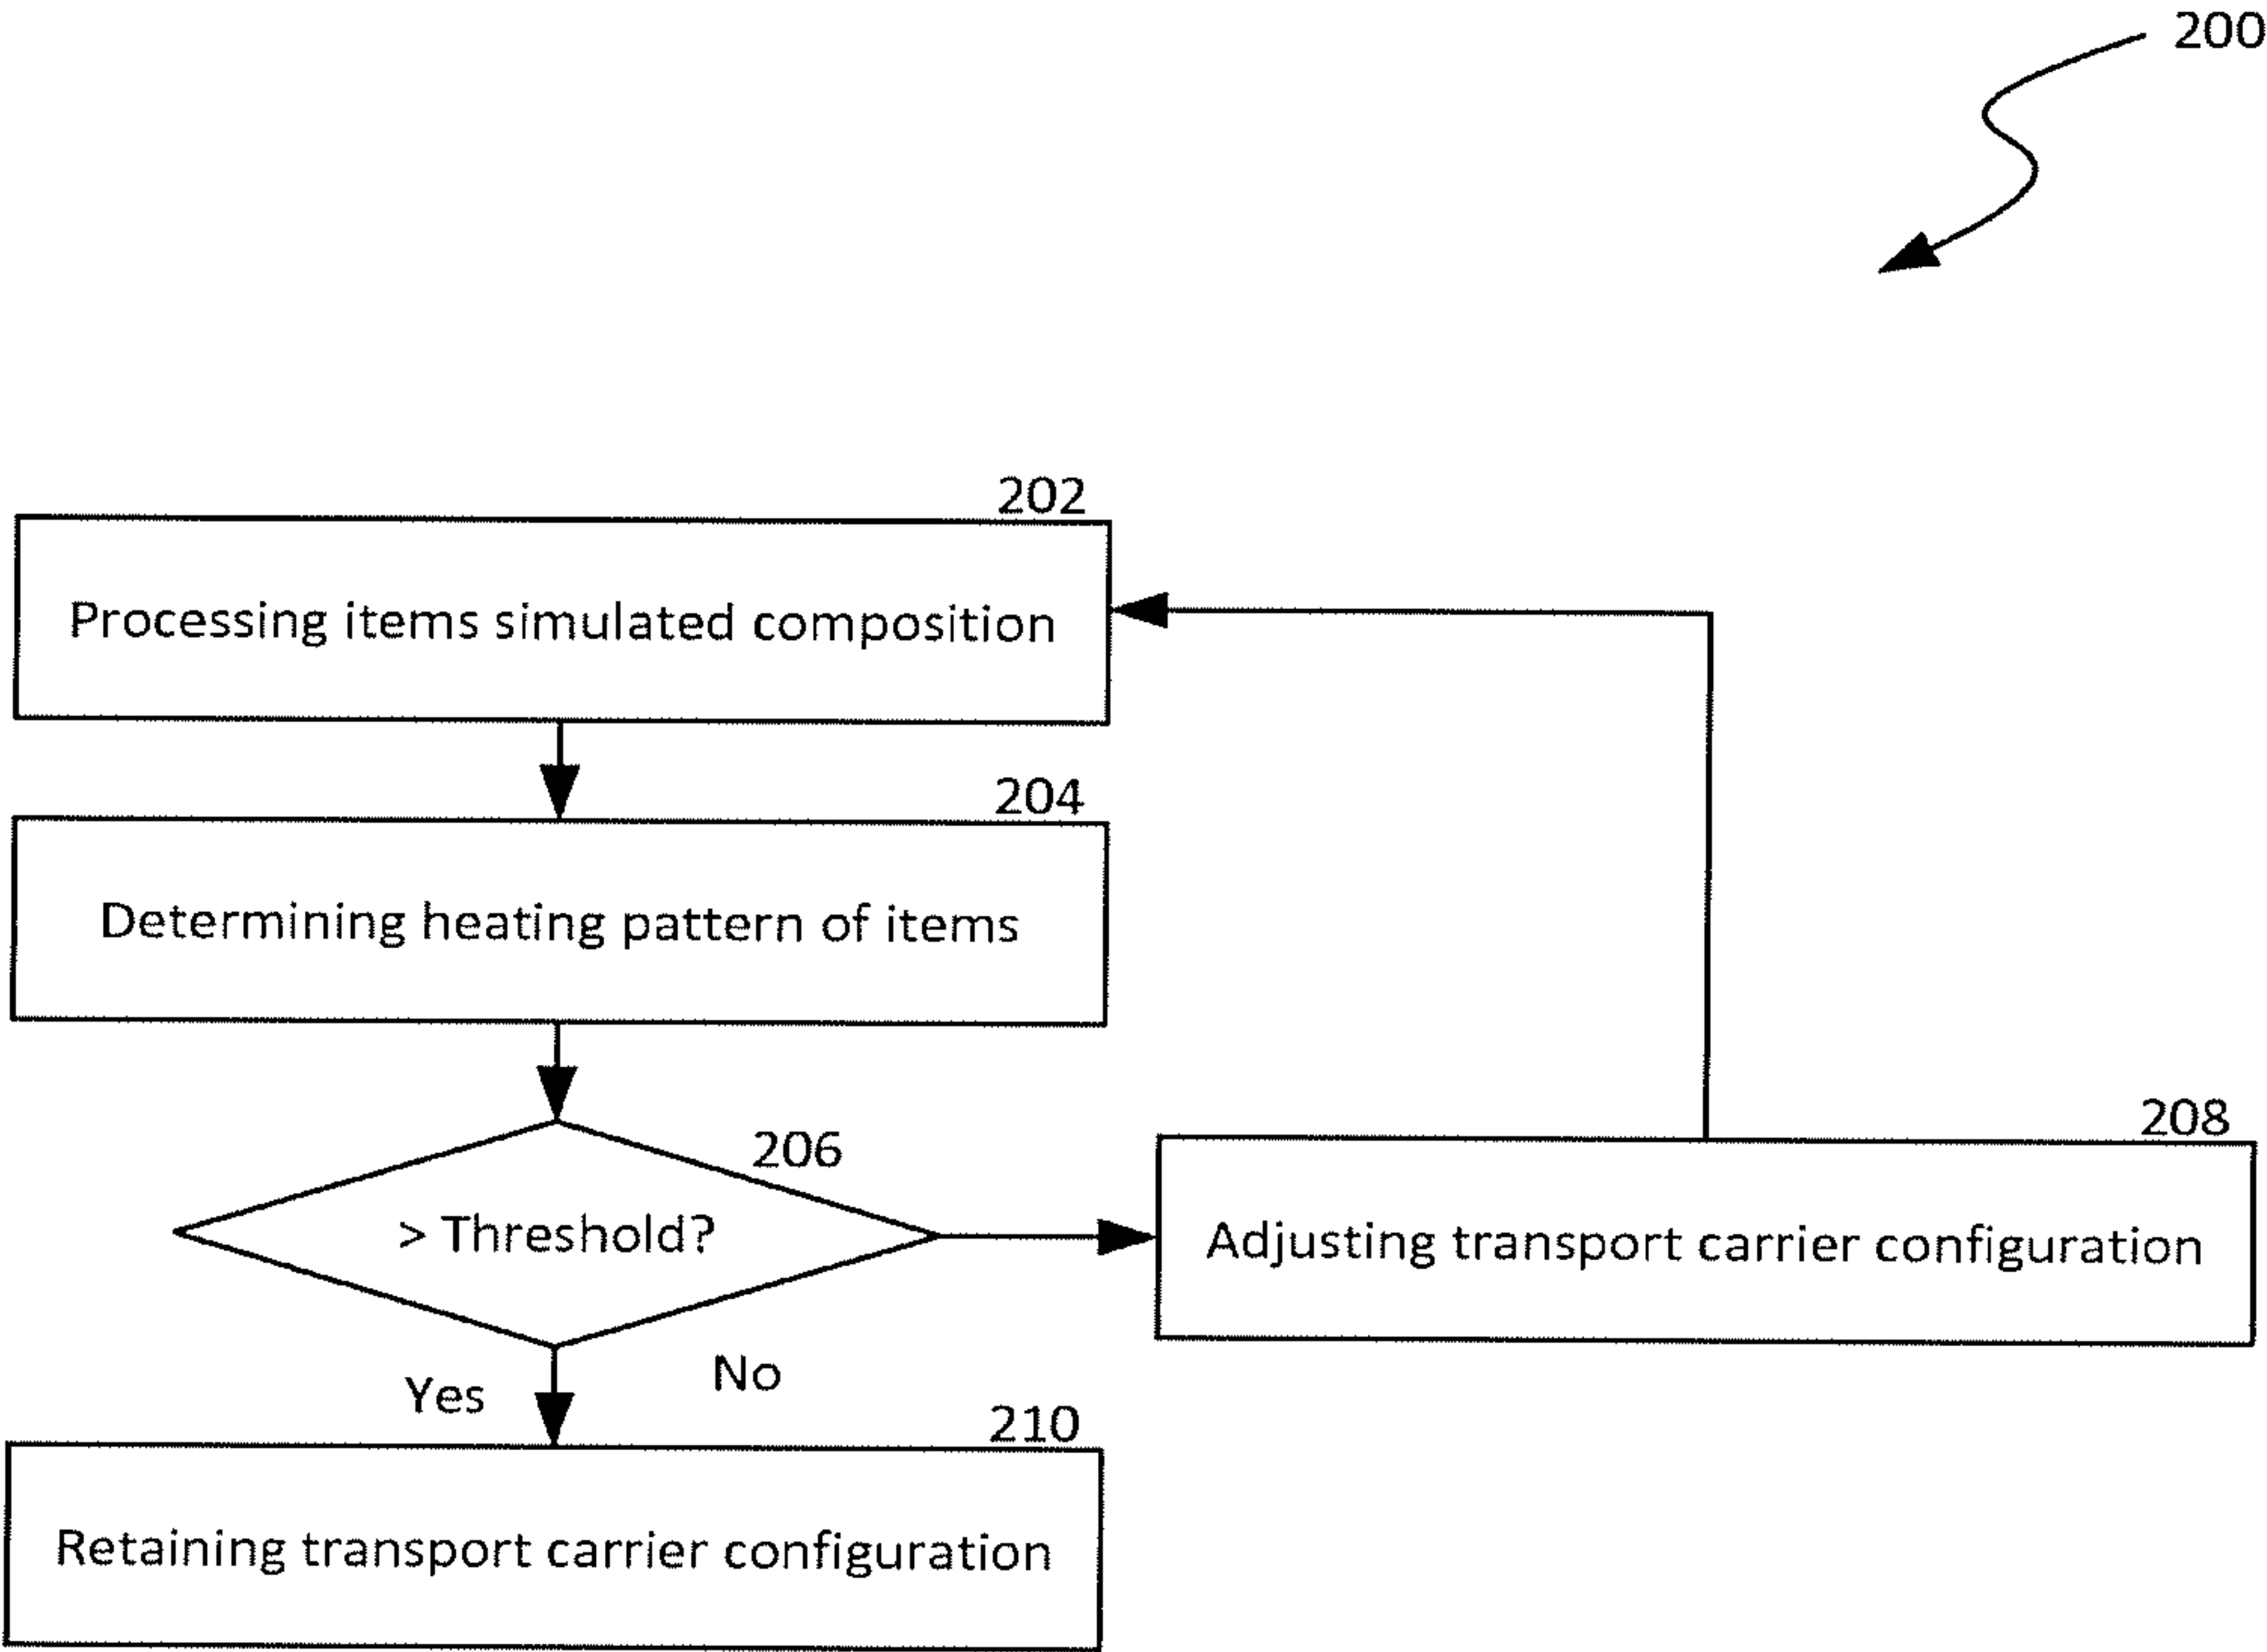 200
202
Processing items simulated composition
204
Determining heating pattern of items
206
> Threshold?
208
Adjusting transport carrier configuration
No
Yes
210
Retaining transport carrier configuration